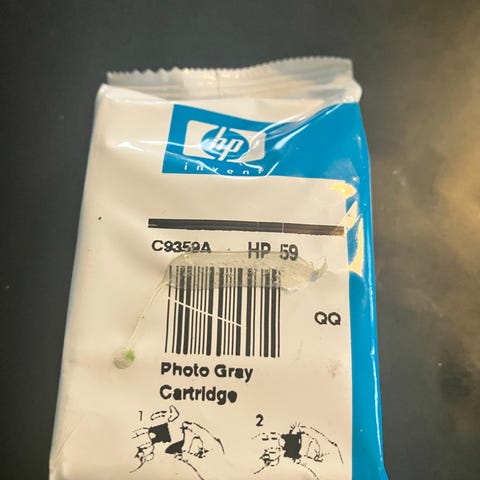 hp
invent
C9359A HP 59
QQ
Photo Gray
Cartridge
1 2